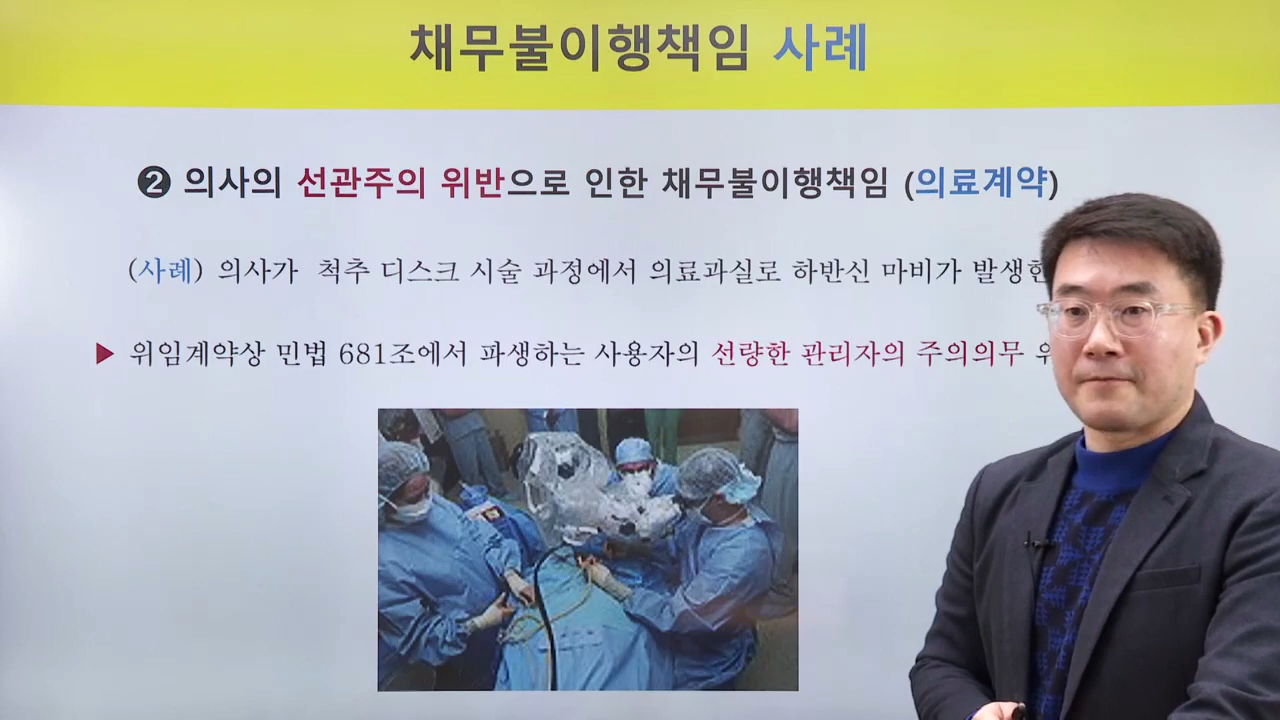 채무불이행책임 사례
❷ 의사의 선관주의 위반으로 인한 채무불이행책임 (의료계약)
(사례) 의사가 척추 디스크 시술 과정에서 의료과실로 하반신 마비가
▶ 위임계약상 민법 681조에서 파생하는 사용자의 선량한 관리자의 주의의무